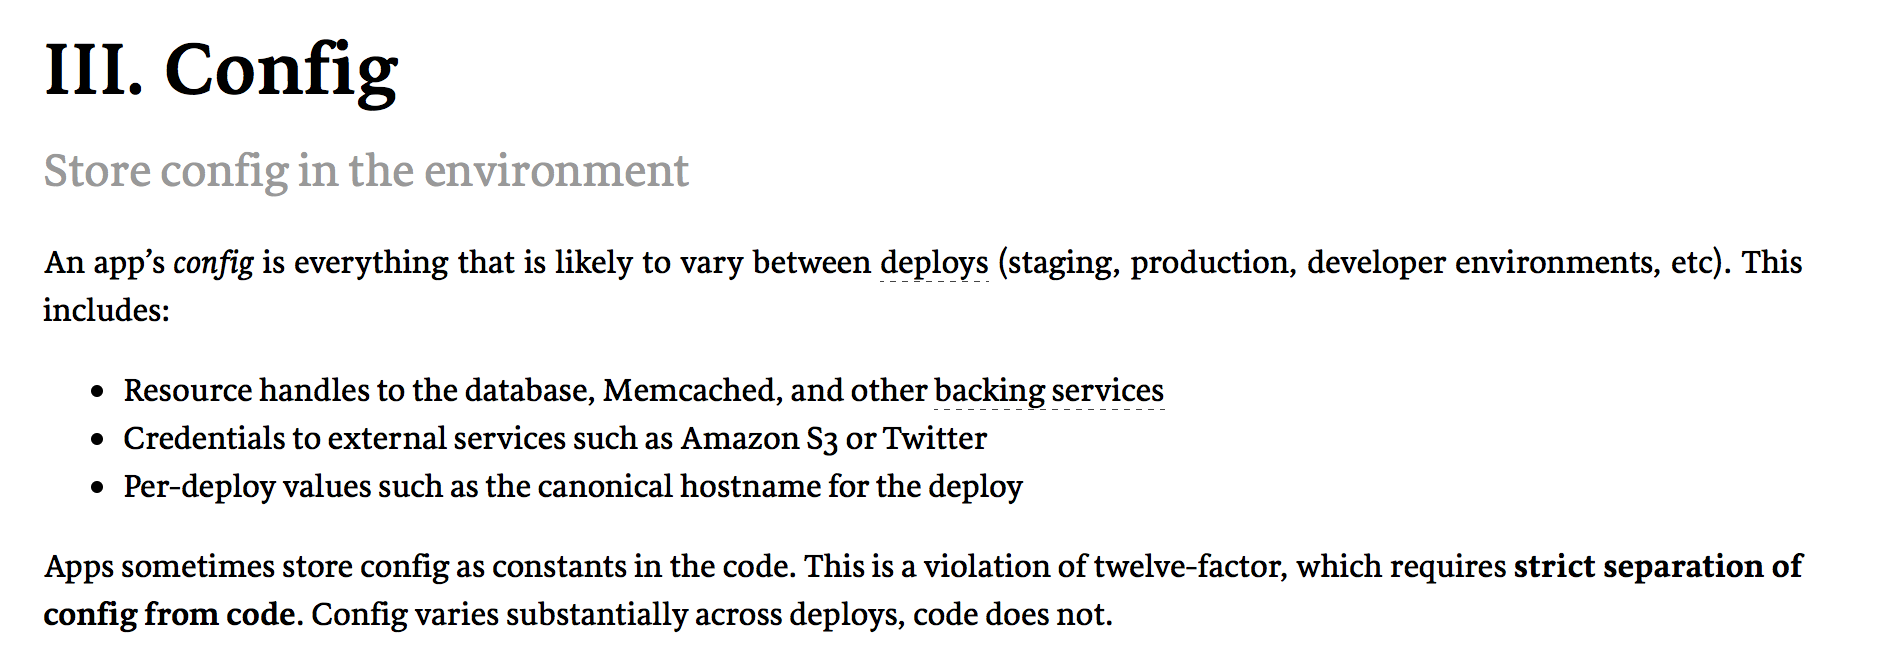 III. Config
Store config in the environment
An app’s config is everything that is likely to vary between deploys (staging, production, developer environments, etc). This
includes:
• Resource handles to the database, Memcached, and other backing services
• Credentials to external services such as Amazon S3 or Twitter
• Per-deploy values such as the canonical hostname for the deploy
Apps sometimes store config as constants in the code. This is a violation of twelve-factor, which requires strict separation of
config from code. Config varies substantially across deploys, code does not.